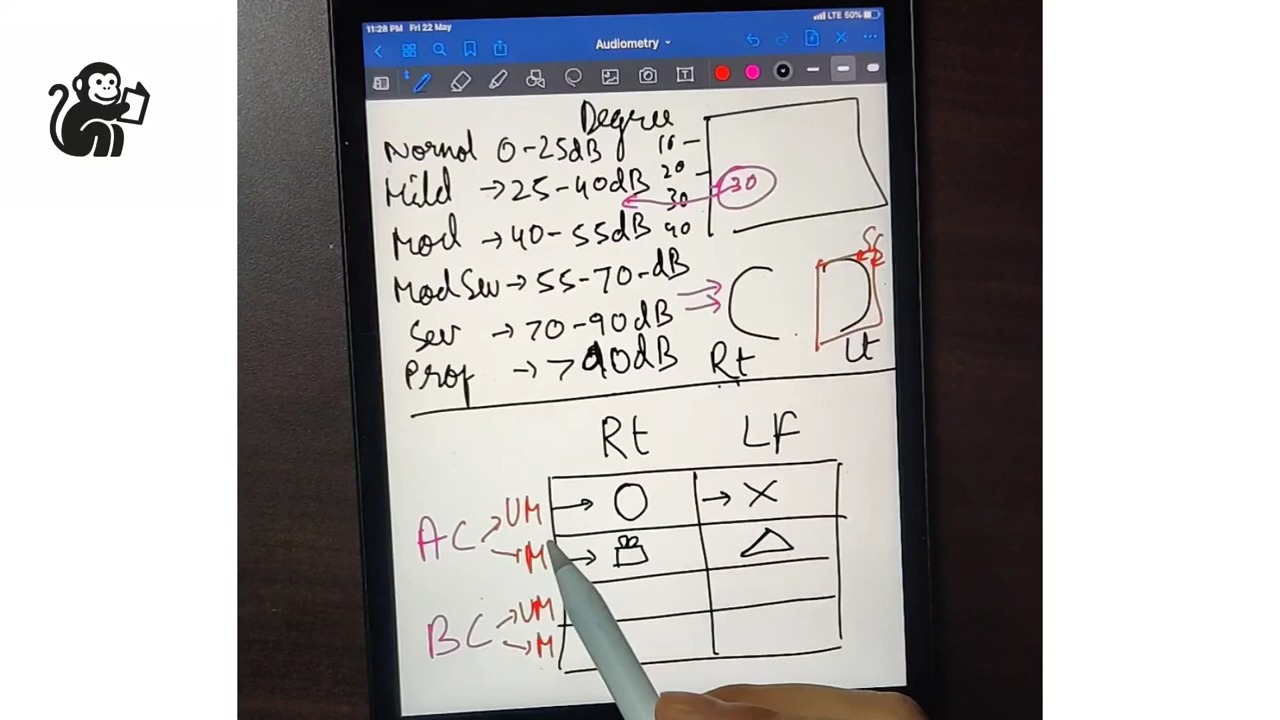 11:28 PM Fri 22 May
LTE 50%
Audiometry
Degree
Normal 0-25dB
Mild → 25-40dB
Mod → 40-55dB
ModSev → 55-70-dB
Sev → 70-90dB
Prof → >90dB
10
20
30
40
30
Rt
Lt
Rt
LF
AC
UM
→ O
→ X
M
BC
UM
M